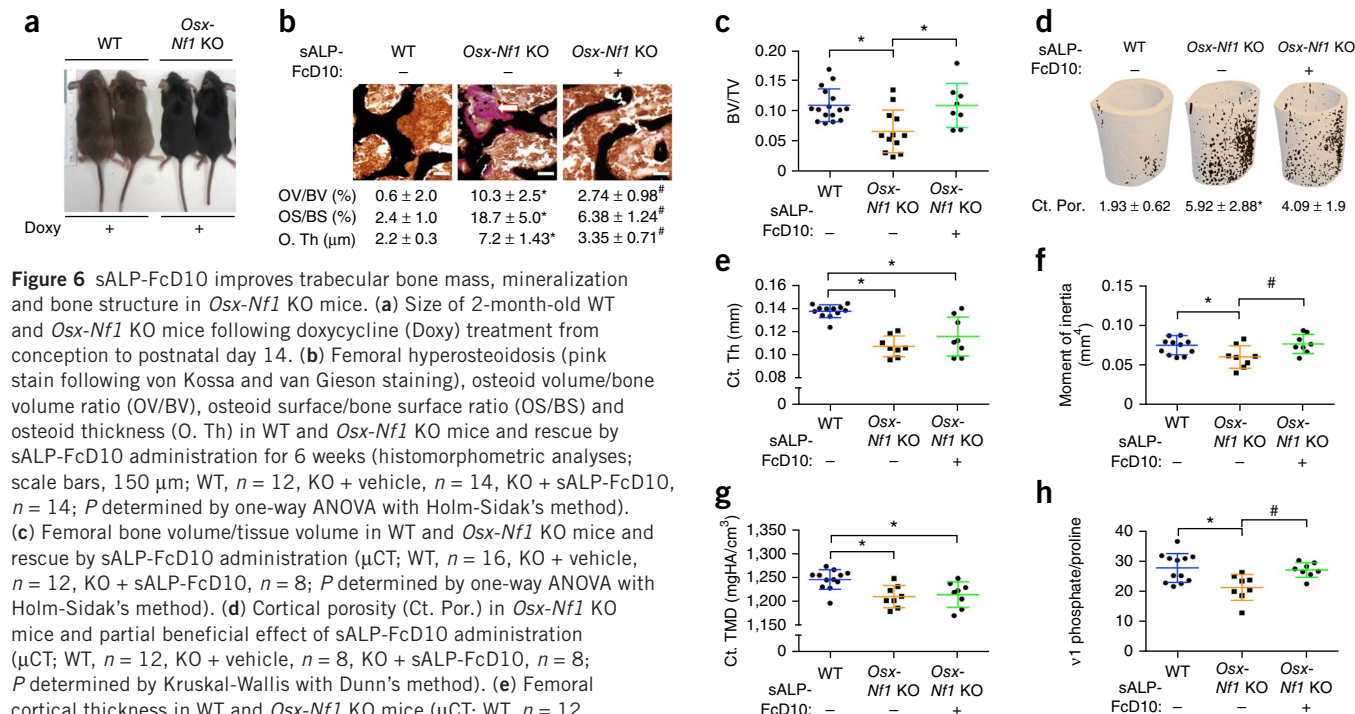 a
WT Osx-Nf1 KO
Doxy + +
b
sALP-FcD10: WT – Osx-Nf1 KO – Osx-Nf1 KO +
OV/BV (%) 0.6 ± 2.0 10.3 ± 2.5* 2.74 ± 0.98#
OS/BS (%) 2.4 ± 1.0 18.7 ± 5.0* 6.38 ± 1.24#
O. Th (μm) 2.2 ± 0.3 7.2 ± 1.43* 3.35 ± 0.71#
c
* *
BV/TV
0.20
0.15
0.10
0.05
0
WT Osx-Nf1 KO
sALP-FcD10: – – +
d
sALP-FcD10: WT – Osx-Nf1 KO – Osx-Nf1 KO +
Ct. Por. 1.93 ± 0.62 5.92 ± 2.88* 4.09 ± 1.9
Figure 6 sALP-FcD10 improves trabecular bone mass, mineralization
and bone structure in Osx-Nf1 KO mice. (a) Size of 2-month-old WT
and Osx-Nf1 KO mice following doxycycline (Doxy) treatment from
conception to postnatal day 14. (b) Femoral hyperosteoidosis (pink
stain following von Kossa and van Gieson staining), osteoid volume/bone
volume ratio (OV/BV), osteoid surface/bone surface ratio (OS/BS) and
osteoid thickness (O. Th) in WT and Osx-Nf1 KO mice and rescue by
sALP-FcD10 administration for 6 weeks (histomorphometric analyses;
scale bars, 150 μm; WT, n = 12, KO + vehicle, n = 14, KO + sALP-FcD10,
n = 14; P determined by one-way ANOVA with Holm-Sidak's method).
(c) Femoral bone volume/tissue volume in WT and Osx-Nf1 KO mice and
rescue by sALP-FcD10 administration (μCT; WT, n = 16, KO + vehicle,
n = 12, KO + sALP-FcD10, n = 8; P determined by one-way ANOVA with
Holm-Sidak's method). (d) Cortical porosity (Ct. Por.) in Osx-Nf1 KO
mice and partial beneficial effect of sALP-FcD10 administration
(μCT; WT, n = 12, KO + vehicle, n = 8, KO + sALP-FcD10, n = 8;
P determined by Kruskal-Wallis with Dunn's method). (e) Femoral
cortical thickness in WT and Osx-Nf1 KO mice (μCT; WT, n = 12,
e
*
*
Ct. Th (mm)
0.16
0.14
0.12
0.10
0.08
0
WT Osx-Nf1 KO Osx-Nf1 KO
sALP-FcD10: – – +
f
* #
Moment of inertia (mm4)
0.15
0.10
0.05
0
WT Osx-Nf1 KO Osx-Nf1 KO
sALP-FcD10: – – +
g
*
*
Ct. TMD (mgHA/cm3)
1,350
1,300
1,250
1,200
1,150
0
WT Osx-Nf1 KO Osx-Nf1 KO
sALP-FcD10: – – +
h
* #
ν1 phosphate/proline
40
30
20
10
0
WT Osx-Nf1 KO Osx-Nf1 KO
sALP-FcD10: – – +